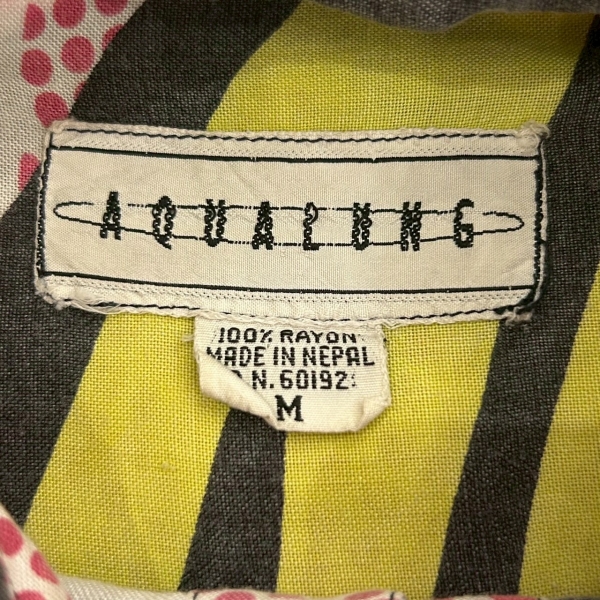 AQUALUNG
100% RAYON
MADE IN NEPAL
N. 60192
M